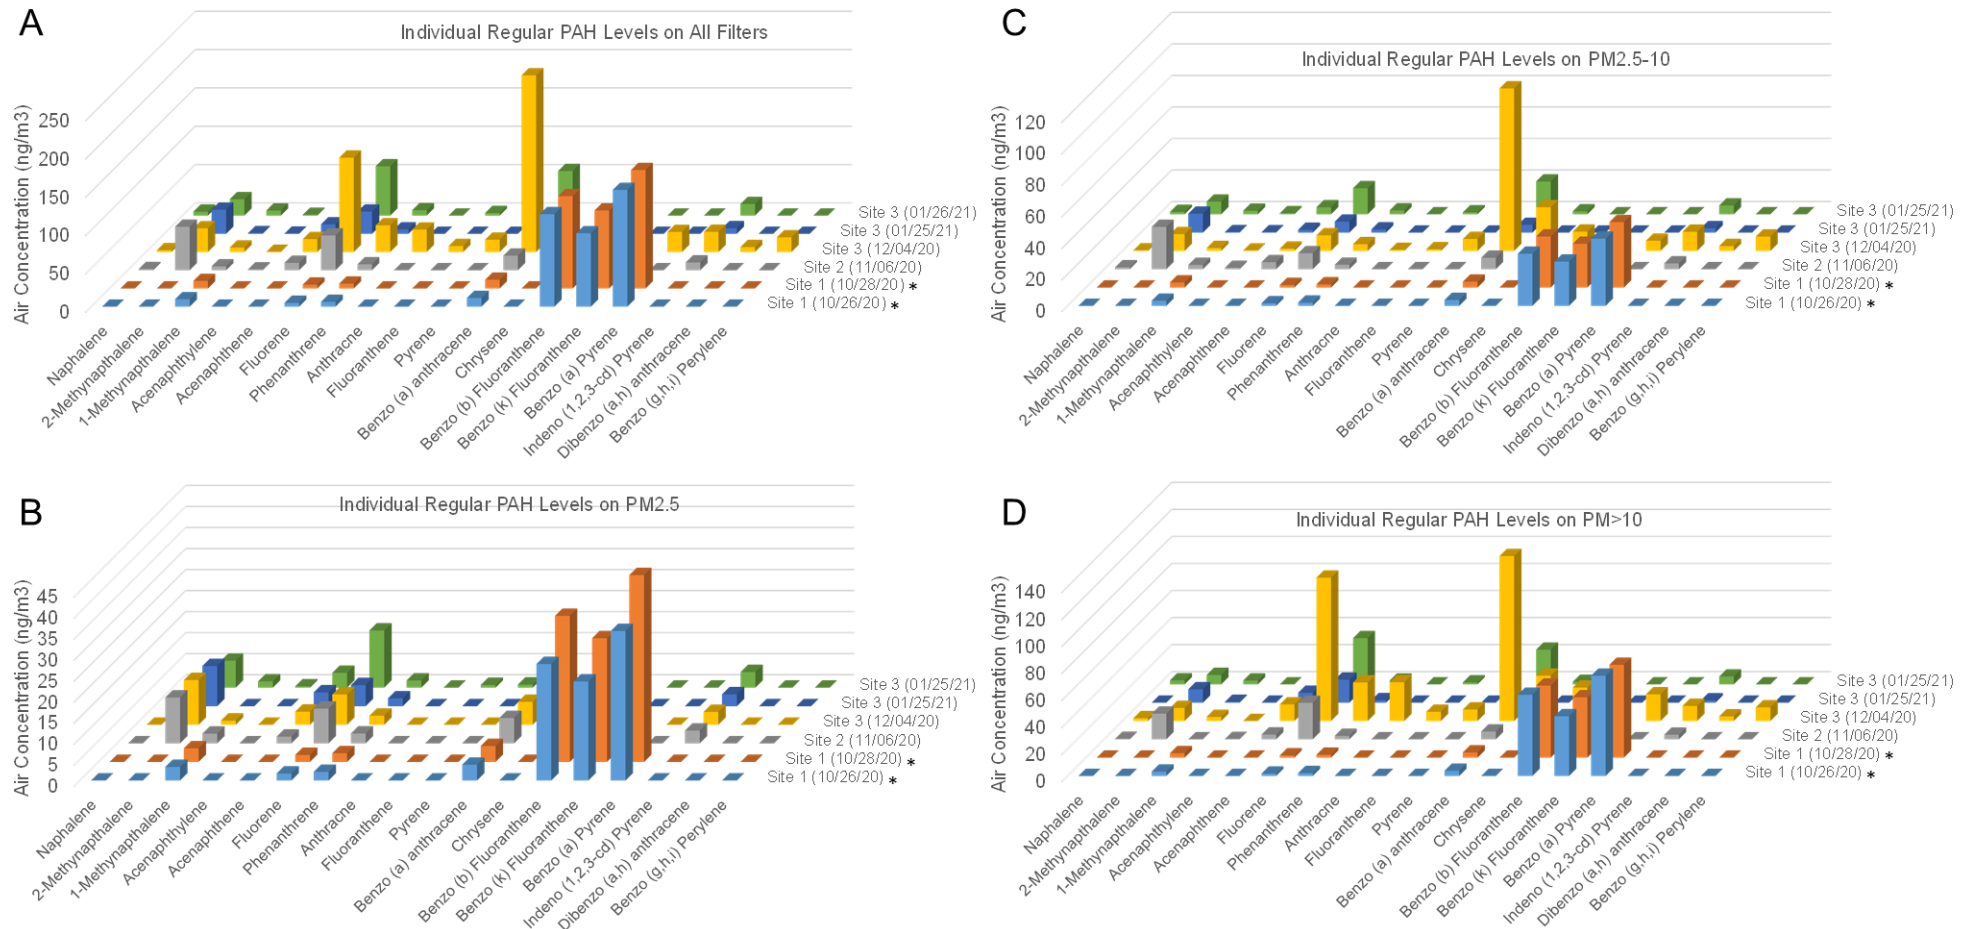 A
Individual Regular PAH Levels on All Filters
Air Concentration (ng/m3)
250
200
150
100
50
0
Site 3 (01/26/21)
Site 3 (01/25/21)
Site 3 (12/04/20)
Site 2 (11/06/20)
Site 1 (10/28/20) *
Site 1 (10/26/20) *
Naphalene
2-Methynapthalene
1-Methynapthalene
Acenaphthylene
Acenaphthene
Fluorene
Phenanthrene
Anthracne
Fluoranthene
Pyrene
Benzo (a) anthracene
Chrysene
Benzo (b) Fluoranthene
Benzo (k) Fluoranthene
Benzo (a) Pyrene
Indeno (1,2,3-cd) Pyrene
Dibenzo (a,h) anthracene
Benzo (g,h,i) Perylene
B
Individual Regular PAH Levels on PM2.5
Air Concentration (ng/m3)
45
40
35
30
25
20
15
10
5
0
Site 3 (01/25/21)
Site 3 (01/25/21)
Site 3 (12/04/20)
Site 2 (11/06/20)
Site 1 (10/28/20) *
Site 1 (10/26/20) *
Naphalene
2-Methynapthalene
1-Methynapthalene
Acenaphthylene
Acenaphthene
Fluorene
Phenanthrene
Anthracne
Fluoranthene
Pyrene
Benzo (a) anthracene
Chrysene
Benzo (b) Fluoranthene
Benzo (k) Fluoranthene
Benzo (a) Pyrene
Indeno (1,2,3-cd) Pyrene
Dibenzo (a,h) anthracene
Benzo (g,h,i) Perylene
C
Individual Regular PAH Levels on PM2.5-10
Air Concentration (ng/m3)
120
100
80
60
40
20
0
Site 3 (01/25/21)
Site 3 (01/25/21)
Site 3 (12/04/20)
Site 2 (11/06/20)
Site 1 (10/28/20) *
Site 1 (10/26/20) *
Naphalene
2-Methynapthalene
1-Methynapthalene
Acenaphthylene
Acenaphthene
Fluorene
Phenanthrene
Anthracne
Fluoranthene
Pyrene
Benzo (a) anthracene
Chrysene
Benzo (b) Fluoranthene
Benzo (k) Fluoranthene
Benzo (a) Pyrene
Indeno (1,2,3-cd) Pyrene
Dibenzo (a,h) anthracene
Benzo (g,h,i) Perylene
D
Individual Regular PAH Levels on PM>10
Air Concentration (ng/m3)
140
120
100
80
60
40
20
0
Site 3 (01/25/21)
Site 3 (01/25/21)
Site 3 (12/04/20)
Site 2 (11/06/20)
Site 1 (10/28/20) *
Site 1 (10/26/20) *
Naphalene
2-Methynapthalene
1-Methynapthalene
Acenaphthylene
Acenaphthene
Fluorene
Phenanthrene
Anthracne
Fluoranthene
Pyrene
Benzo (a) anthracene
Chrysene
Benzo (b) Fluoranthene
Benzo (k) Fluoranthene
Benzo (a) Pyrene
Indeno (1,2,3-cd) Pyrene
Dibenzo (a,h) anthracene
Benzo (g,h,i) Perylene